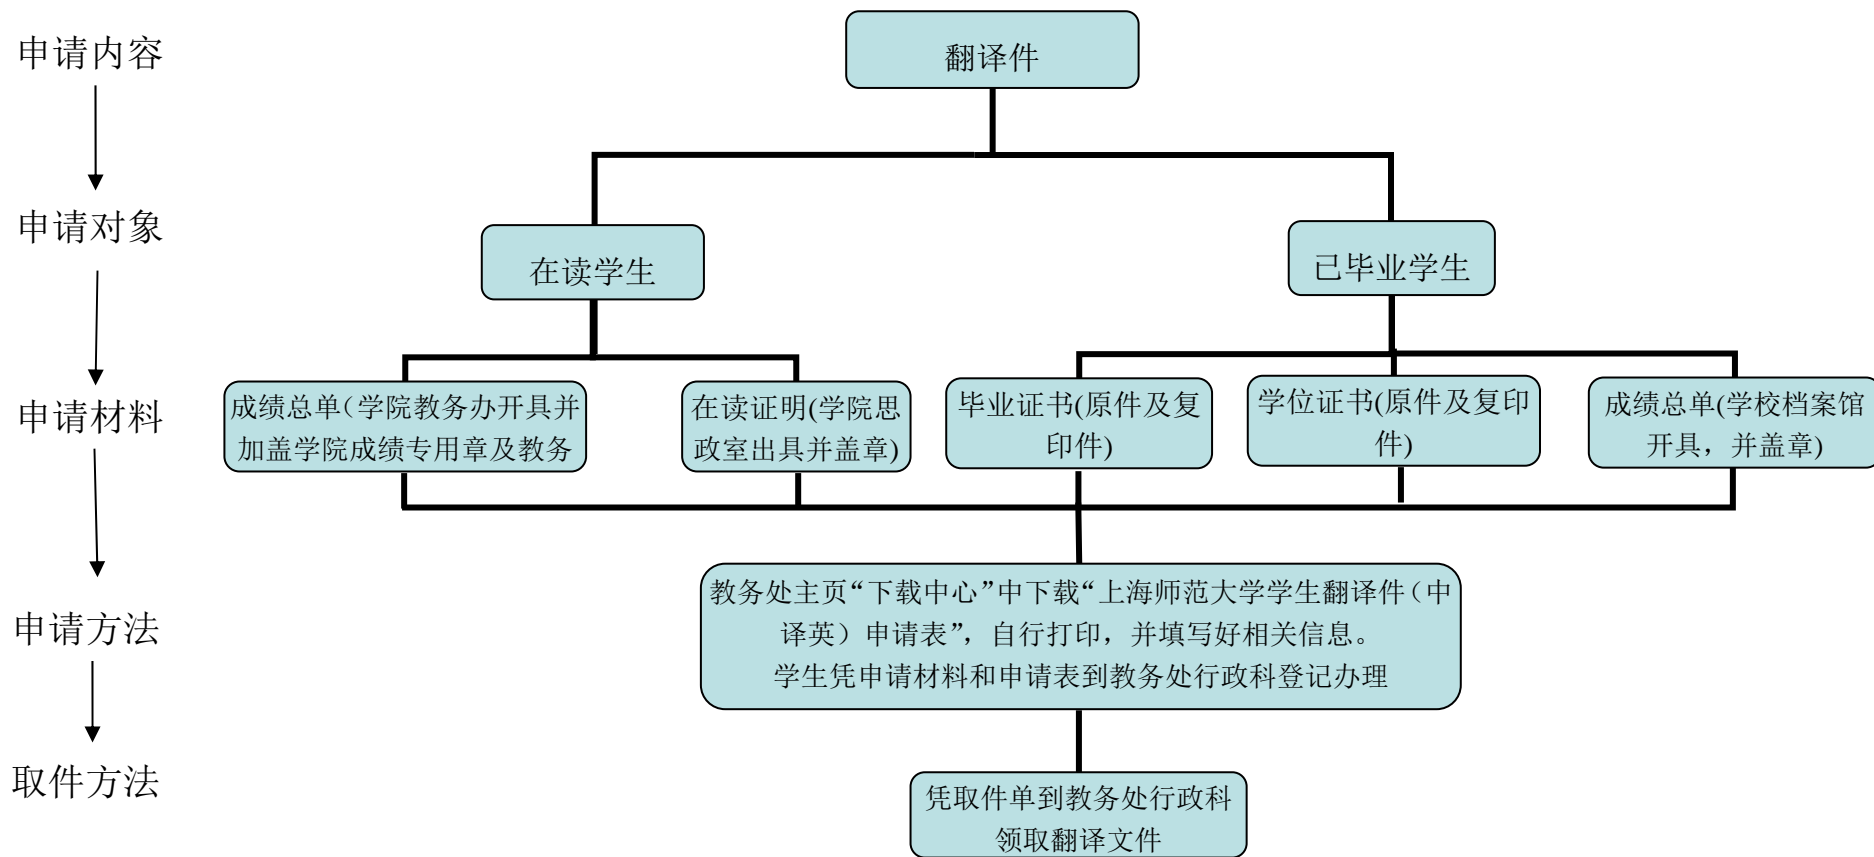 申请内容
翻译件
申请对象
在读学生
已毕业学生
申请材料
成绩总单（学院教务办开具并
加盖学院成绩专用章及教务
在读证明(学院思
政室出具并盖章)
毕业证书(原件及复
印件)
学位证书(原件及复印
件)
成绩总单(学校档案馆
开具，并盖章)
申请方法
教务处主页“下载中心”中下载“上海师范大学学生翻译件（中
译英）申请表”，自行打印，并填写好相关信息。
学生凭申请材料和申请表到教务处行政科登记办理
取件方法
凭取件单到教务处行政科
领取翻译文件